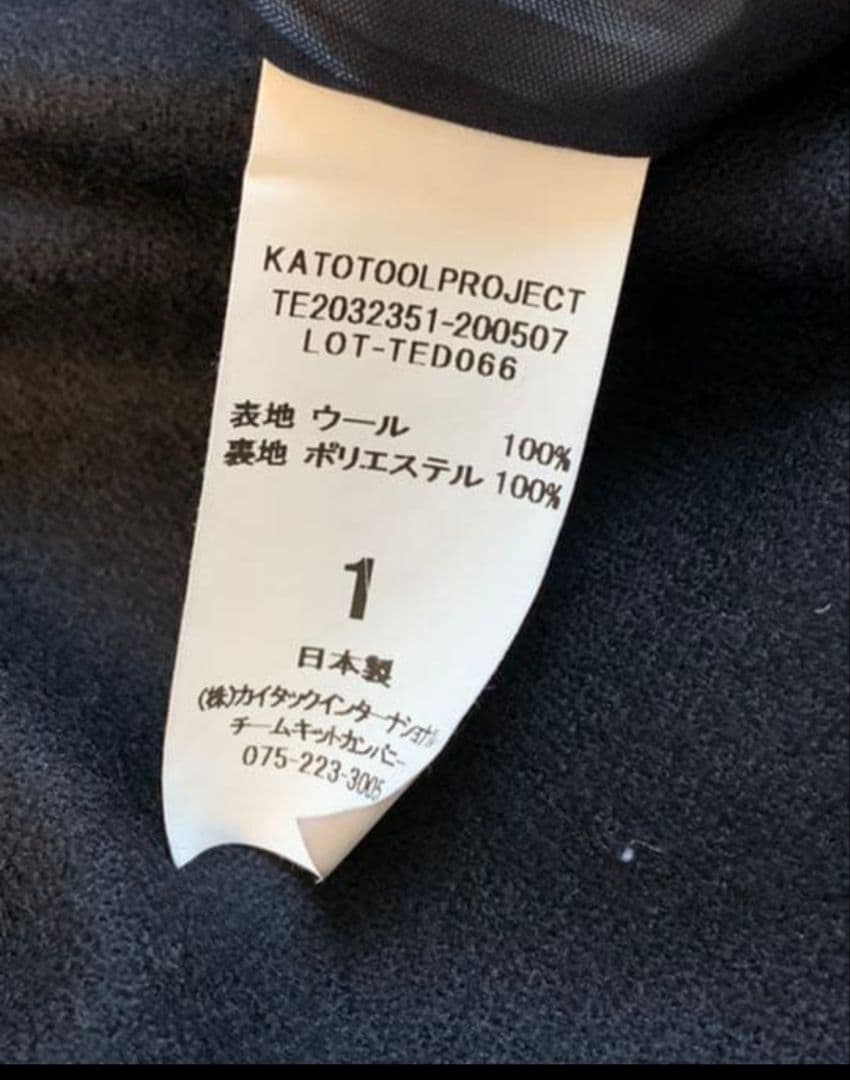 KATOTOOLPROJECT
TE2032351-200507
LOT-TED066
表地 ウール 100%
裏地 ポリエステル 100%
1
日本製
(株)カイタックインターナショナル
チームキットカンパニー
075-223-3005